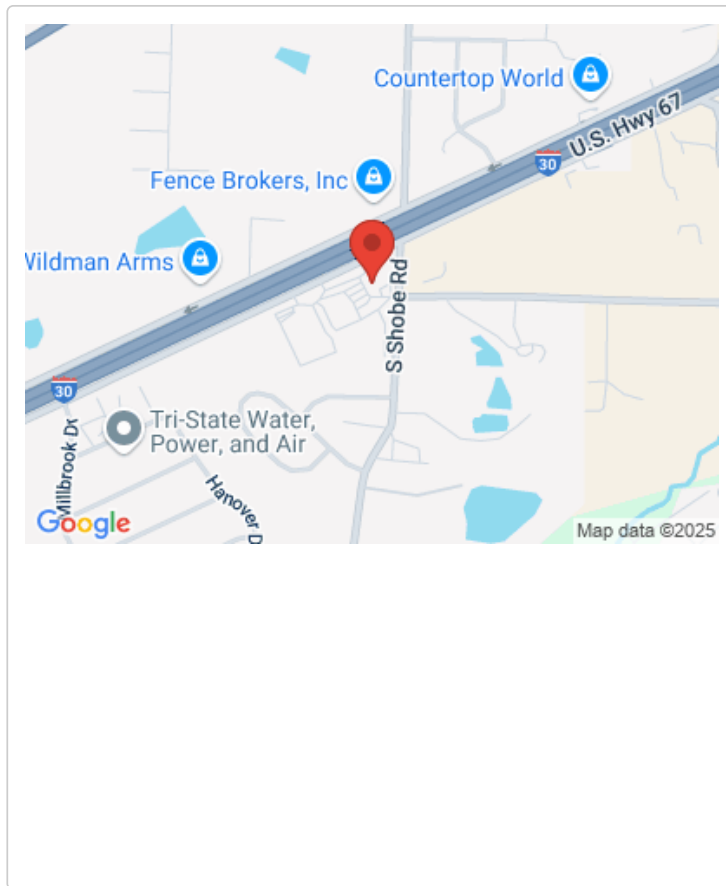 Countertop World
U.S. Hwy 67
30
Fence Brokers, Inc
Wildman Arms
S Shobe Rd
30
Tri-State Water,
Power, and Air
Millbrook Dr
Hanover D
Google
Map data ©2025